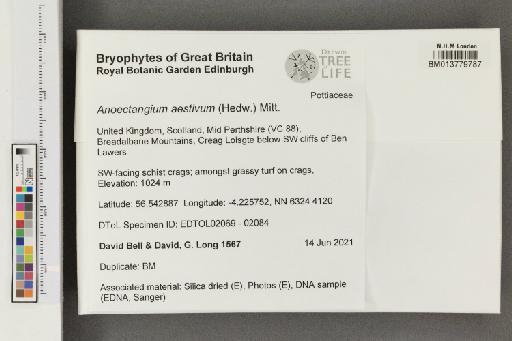 Bryophytes of Great Britain
Royal Botanic Garden Edinburgh
DARWIN
TREE
OF
LIFE
N.H.M London
BM013779787
Pottiaceae
Anoectangium aestivum (Hedw.) Mitt.
United Kingdom, Scotland, Mid Perthshire (VC 88),
Breadalbane Mountains, Creag Loisgte below SW cliffs of Ben
Lawers
SW-facing schist crags; amongst grassy turf on crags,
Elevation: 1024 m
Latitude: 56.542887 Longitude: -4.225752, NN 6324 4120
DToL Specimen ID: EDTOL02069 - 02084
David Bell & David, G. Long 1567
14 Jun 2021
Duplicate: BM
Associated material: Silica dried (E), Photos (E), DNA sample
(EDNA, Sanger)